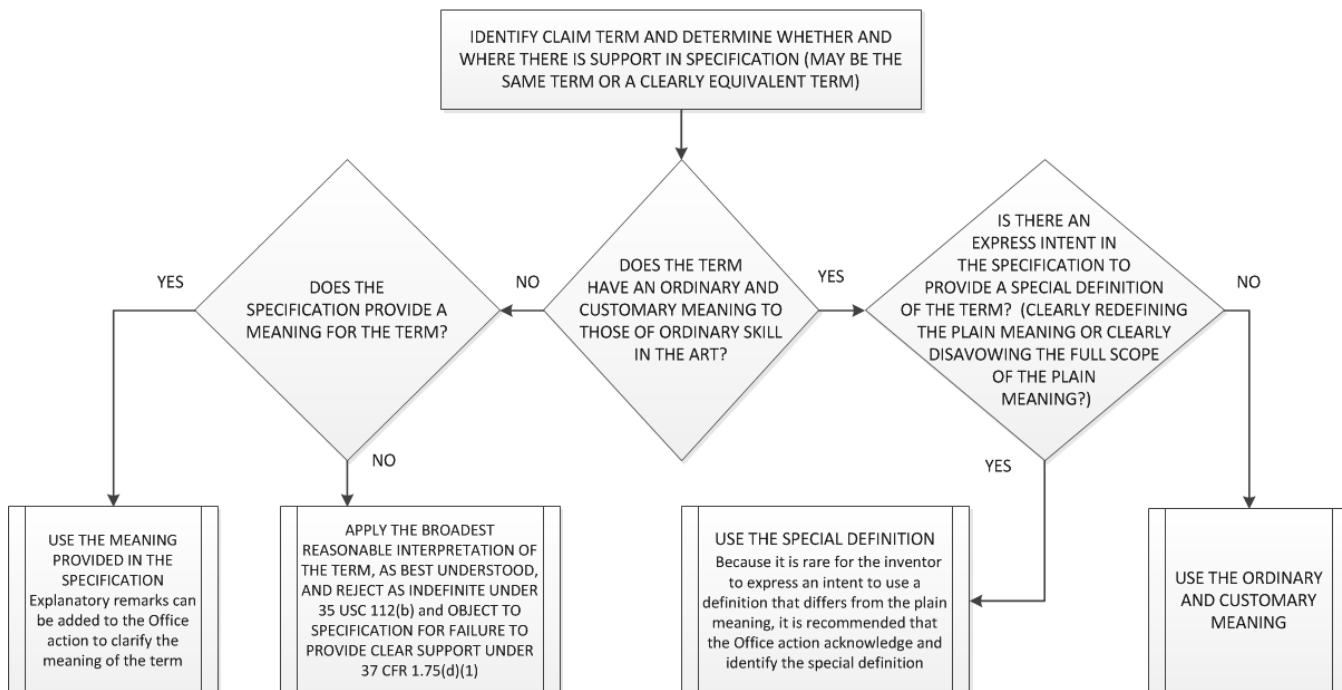 IDENTIFY CLAIM TERM AND DETERMINE WHETHER AND
WHERE THERE IS SUPPORT IN SPECIFICATION (MAY BE THE
SAME TERM OR A CLEARLY EQUIVALENT TERM)
YES
DOES THE
SPECIFICATION PROVIDE A
MEANING FOR THE TERM?
NO
DOES THE TERM
HAVE AN ORDINARY AND
CUSTOMARY MEANING TO
THOSE OF ORDINARY SKILL
IN THE ART?
YES
IS THERE AN
EXPRESS INTENT IN
THE SPECIFICATION TO
PROVIDE A SPECIAL DEFINITION
OF THE TERM? (CLEARLY REDEFINING
THE PLAIN MEANING OR CLEARLY
DISAVOWING THE FULL SCOPE
OF THE PLAIN
MEANING?)
NO
NO
YES
USE THE MEANING
PROVIDED IN THE
SPECIFICATION
Explanatory remarks can
be added to the Office
action to clarify the
meaning of the term
APPLY THE BROADEST
REASONABLE INTERPRETATION OF
THE TERM, AS BEST UNDERSTOOD,
AND REJECT AS INDEFINITE UNDER
35 USC 112(b) and OBJECT TO
SPECIFICATION FOR FAILURE TO
PROVIDE CLEAR SUPPORT UNDER
37 CFR 1.75(d)(1)
USE THE SPECIAL DEFINITION
Because it is rare for the inventor
to express an intent to use a
definition that differs from the plain
meaning, it is recommended that
the Office action acknowledge and
identify the special definition
USE THE ORDINARY
AND CUSTOMARY
MEANING